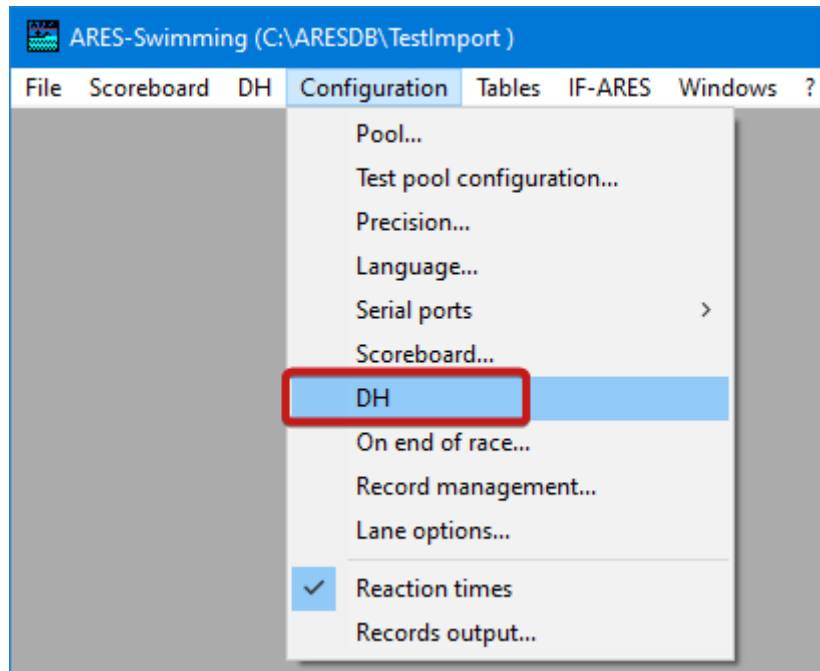 ARES-Swimming (C:\ARESDB\TestImport )
File Scoreboard DH Configuration Tables IF-ARES Windows ?
Pool...
Test pool configuration...
Precision...
Language...
Serial ports
Scoreboard...
DH
On end of race...
Record management...
Lane options...
Reaction times
Records output...